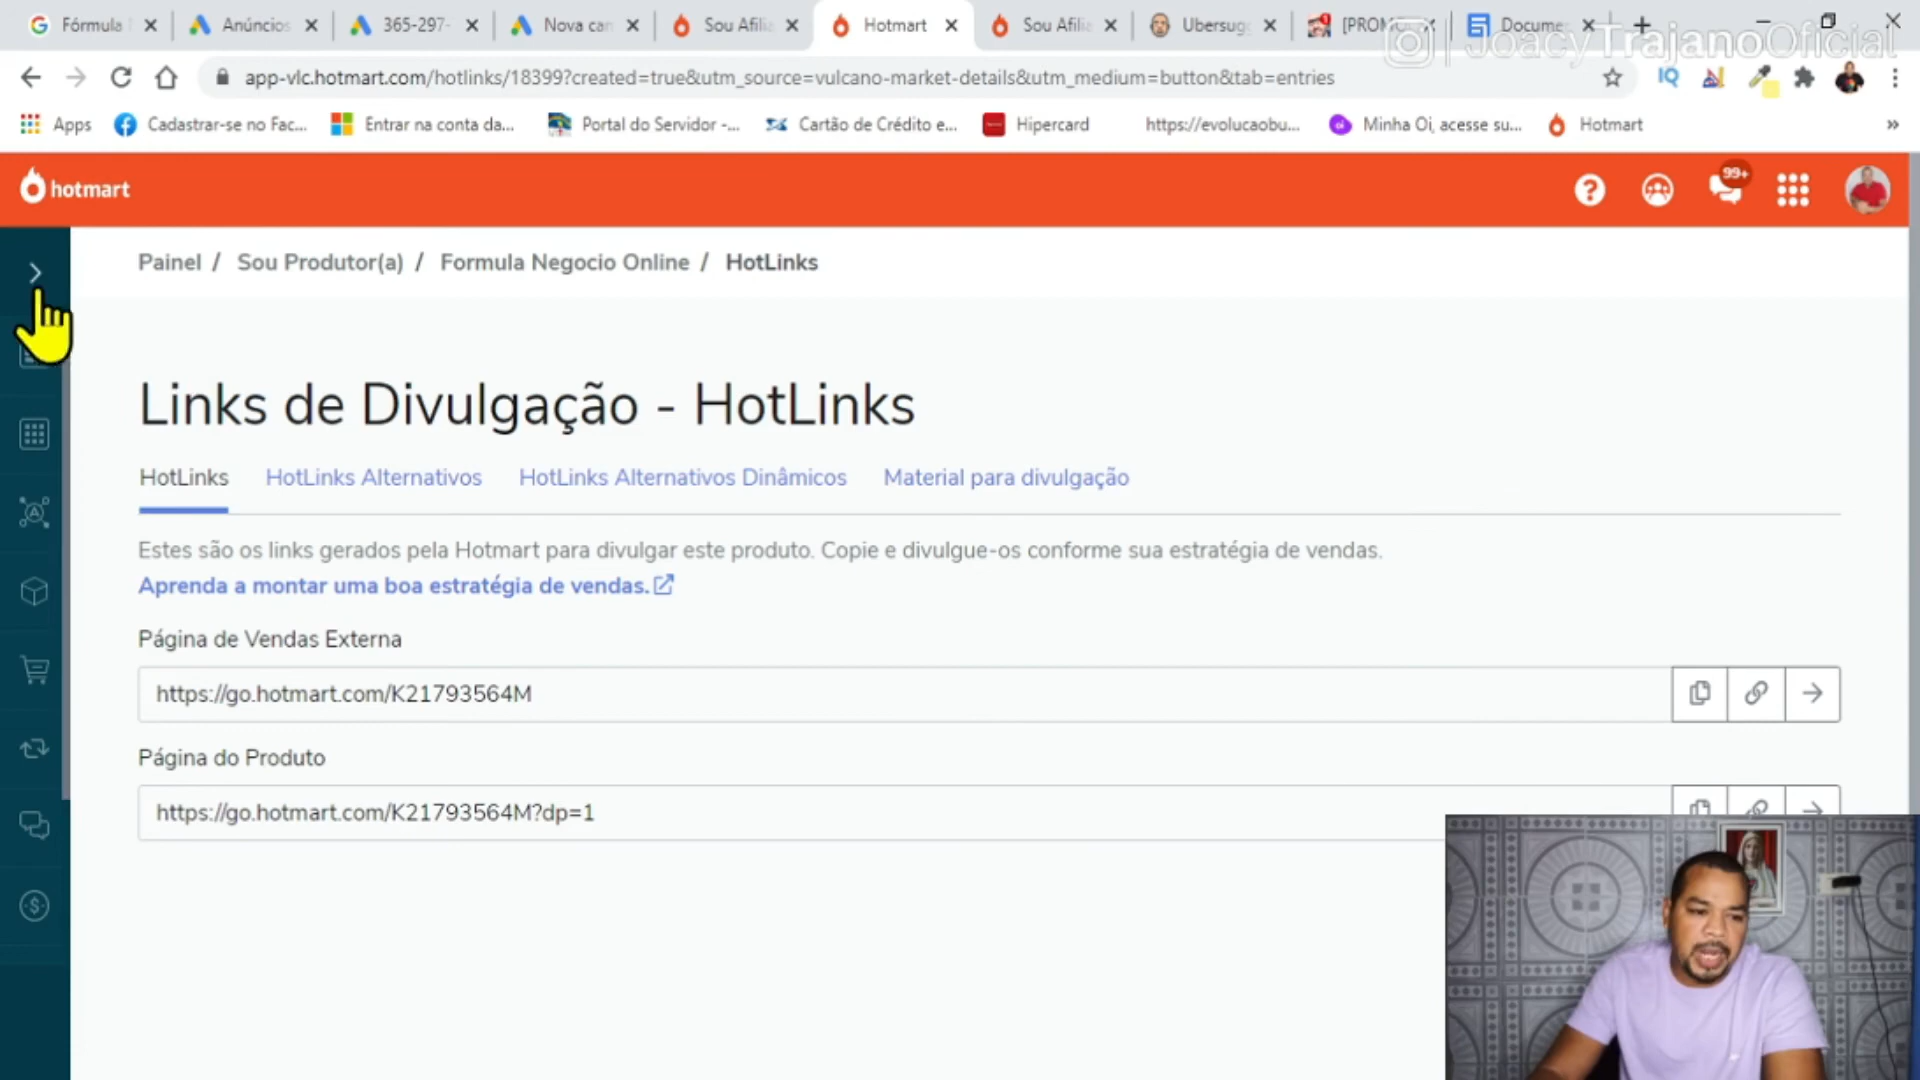 Fórmula
Anúncios
365-297-
Nova can
Sou Afilia
Hotmart
Sou Afilia
Ubersugg
[PROMO
Docume
JoacyTrajanoOficial
app-vlc.hotmart.com/hotlinks/18399?created=true&utm_source=vulcano-market-details&utm_medium=button&tab=entries
IQ
Apps
Cadastrar-se no Fac...
Entrar na conta da...
Portal do Servidor -...
Cartão de Crédito e...
Hipercard
https://evolucaobu...
Minha Oi, acesse su...
Hotmart
»
hotmart
?
99+
Painel / Sou Produtor(a) / Formula Negocio Online / HotLinks
Links de Divulgação - HotLinks
HotLinks
HotLinks Alternativos
HotLinks Alternativos Dinâmicos
Material para divulgação
Estes são os links gerados pela Hotmart para divulgar este produto. Copie e divulgue-os conforme sua estratégia de vendas.
Aprenda a montar uma boa estratégia de vendas.
Página de Vendas Externa
https://go.hotmart.com/K21793564M
Página do Produto
https://go.hotmart.com/K21793564M?dp=1